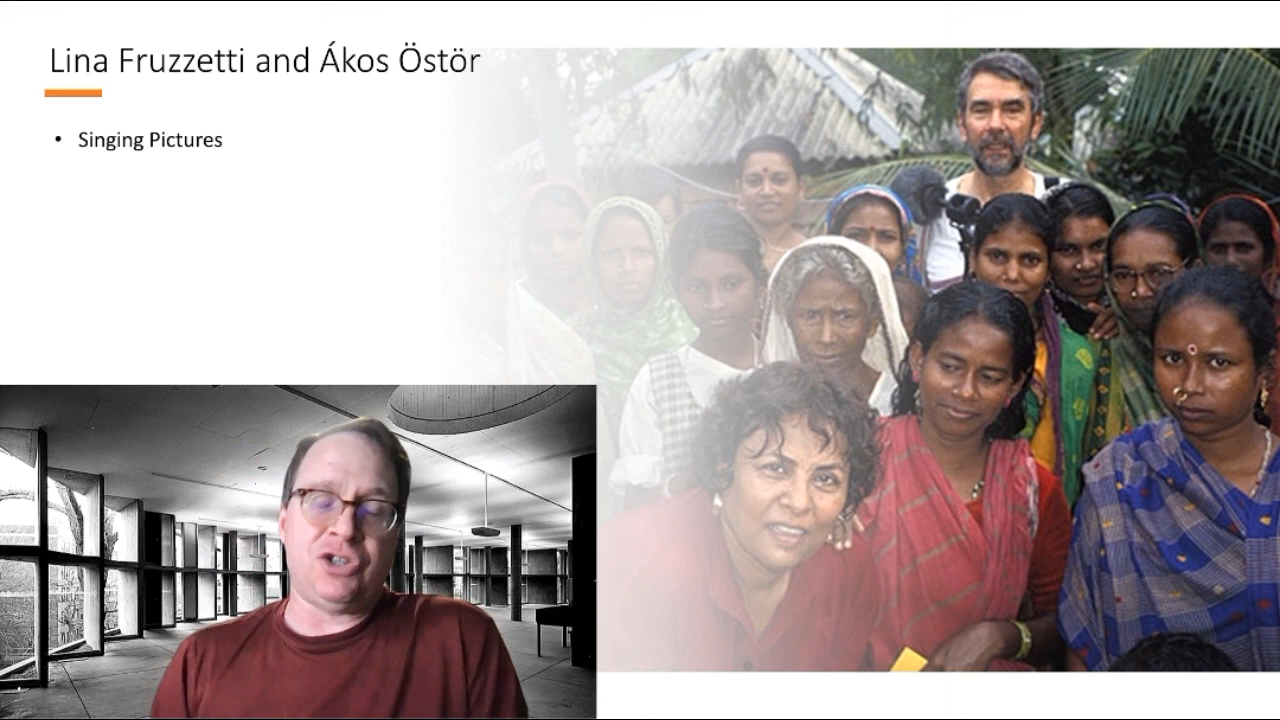 Lina Fruzzetti and Ákos Östör
• Singing Pictures